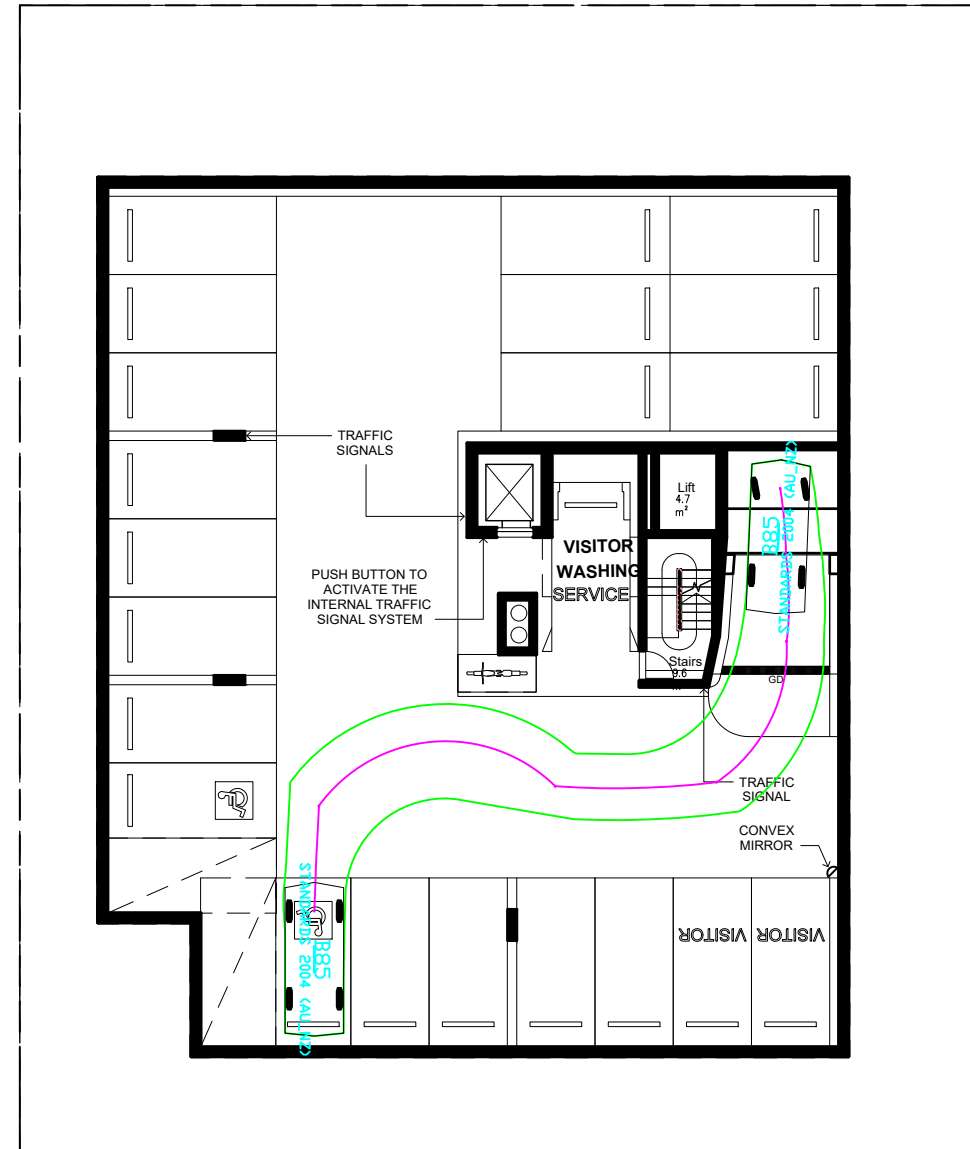 TRAFFIC
SIGNALS
Lift
4.7
m²
B85
STANDARDS 2004 (AU_NZ)
VISITOR
WASHING
SERVICE
PUSH BUTTON TO
ACTIVATE THE
INTERNAL TRAFFIC
SIGNAL SYSTEM
Stairs
9.6
GD
TRAFFIC
SIGNAL
CONVEX
MIRROR
B85
STANDARDS 2004 (AU_NZ)
VISITOR
VISITOR